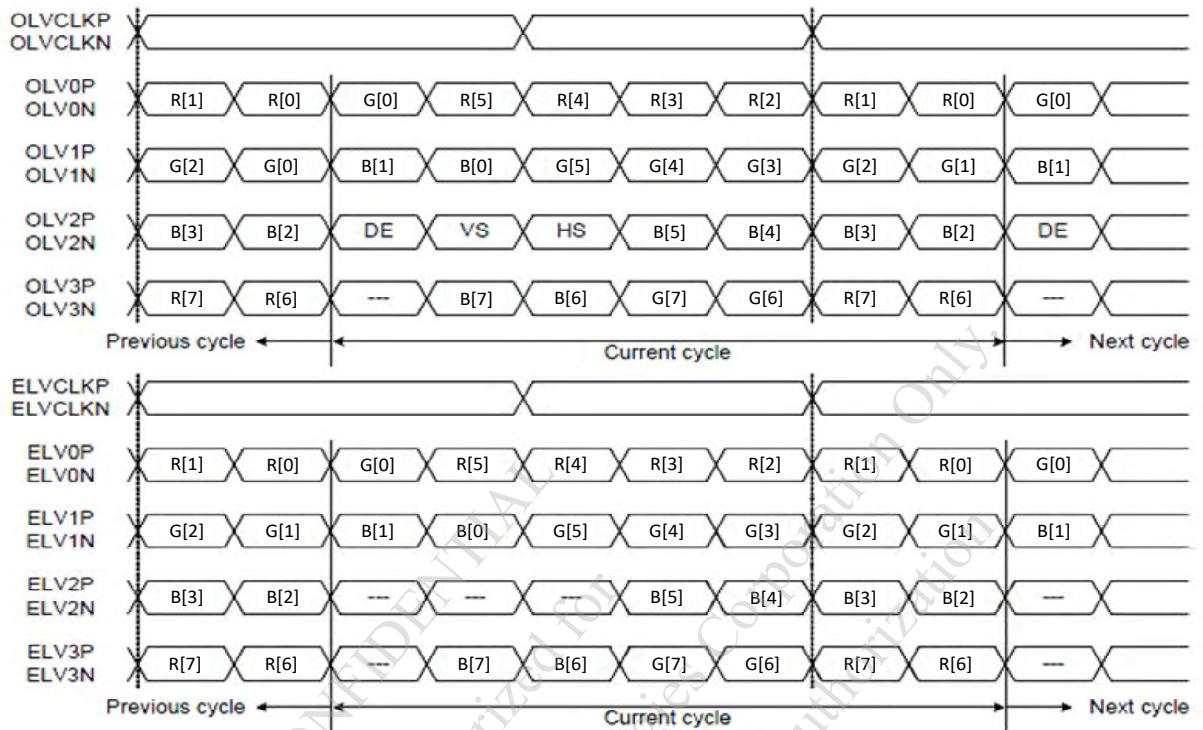 OLVCLKP
OLVCLKN
OLV0P
OLV0N
R[1] R[0] G[0] R[5] R[4] R[3] R[2] R[1] R[0] G[0]
OLV1P
OLV1N
G[2] G[0] B[1] B[0] G[5] G[4] G[3] G[2] G[1] B[1]
OLV2P
OLV2N
B[3] B[2] DE VS HS B[5] B[4] B[3] B[2] DE
OLV3P
OLV3N
R[7] R[6] --- B[7] B[6] G[7] G[6] R[7] R[6] ---
Previous cycle Current cycle Next cycle
ELVCLKP
ELVCLKN
ELV0P
ELV0N
R[1] R[0] G[0] R[5] R[4] R[3] R[2] R[1] R[0] G[0]
ELV1P
ELV1N
G[2] G[1] B[1] B[0] G[5] G[4] G[3] G[2] G[1] B[1]
ELV2P
ELV2N
B[3] B[2] --- --- --- B[5] B[4] B[3] B[2] ---
ELV3P
ELV3N
R[7] R[6] --- B[7] B[6] G[7] G[6] R[7] R[6] ---
Previous cycle Current cycle Next cycle
Corporation Only.